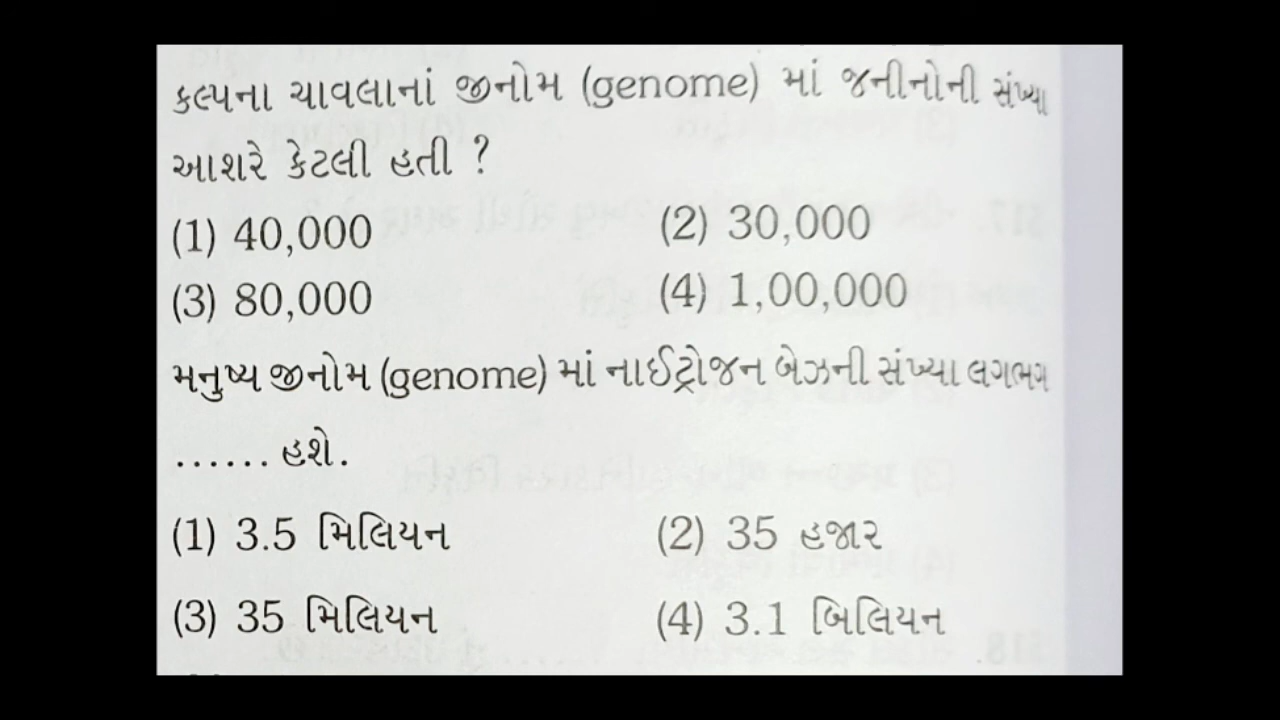 કલ્પના ચાવલાનાં જીનોમ (genome) માં જનીનોની સંખ્યા
આશરે કેટલી હતી ?
(1) 40,000 (2) 30,000
(3) 80,000 (4) 1,00,000
મનુષ્ય જીનોમ (genome) માં નાઈટ્રોજન બેઝની સંખ્યા લગભગ
...... હશે.
(1) 3.5 મિલિયન (2) 35 હજાર
(3) 35 મિલિયન (4) 3.1 બિલિયન